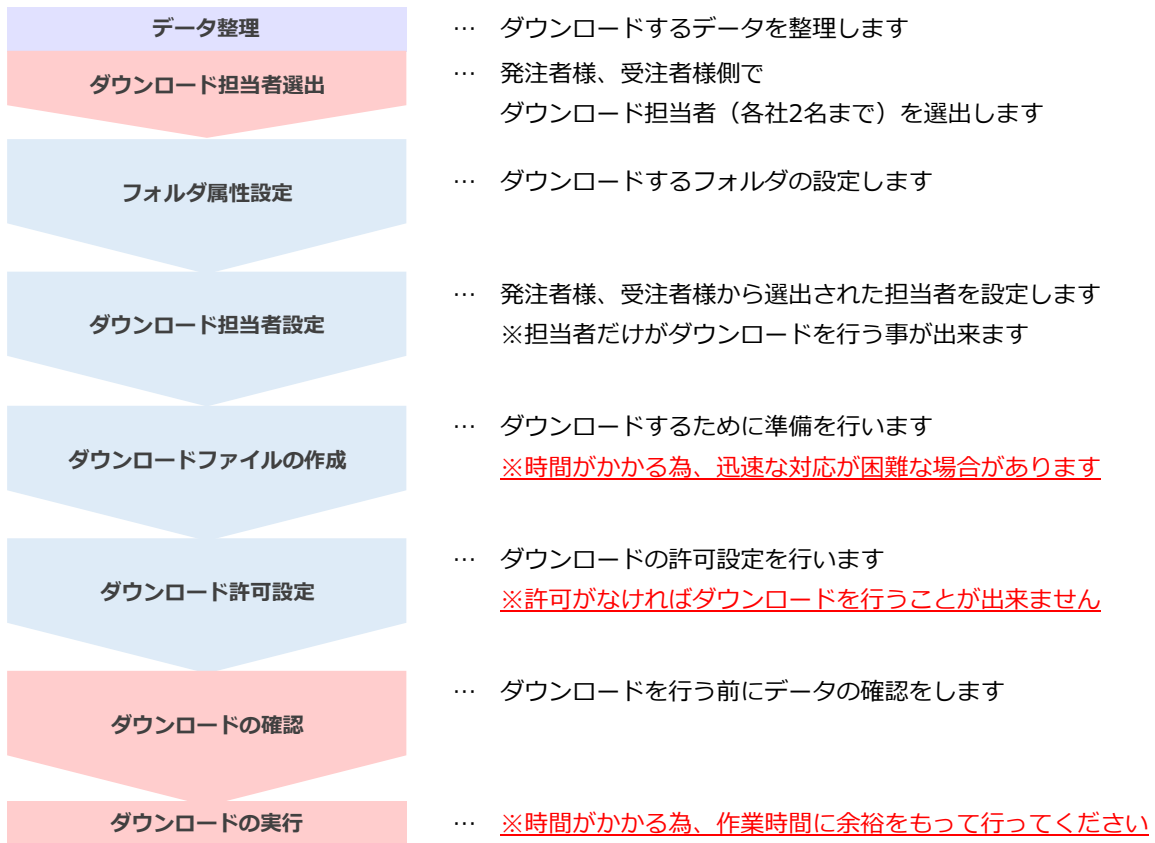 データ整理 … ダウンロードするデータを整理します
ダウンロード担当者選出 … 発注者様、受注者様側で
ダウンロード担当者（各社2名まで）を選出します
フォルダ属性設定 … ダウンロードするフォルダの設定します
ダウンロード担当者設定 … 発注者様、受注者様から選出された担当者を設定します
※担当者だけがダウンロードを行う事が出来ます
ダウンロードファイルの作成 … ダウンロードするために準備を行います
※時間がかかる為、迅速な対応が困難な場合があります
ダウンロード許可設定 … ダウンロードの許可設定を行います
※許可がなければダウンロードを行うことが出来ません
ダウンロードの確認 … ダウンロードを行う前にデータの確認をします
ダウンロードの実行 … ※時間がかかる為、作業時間に余裕をもって行ってください